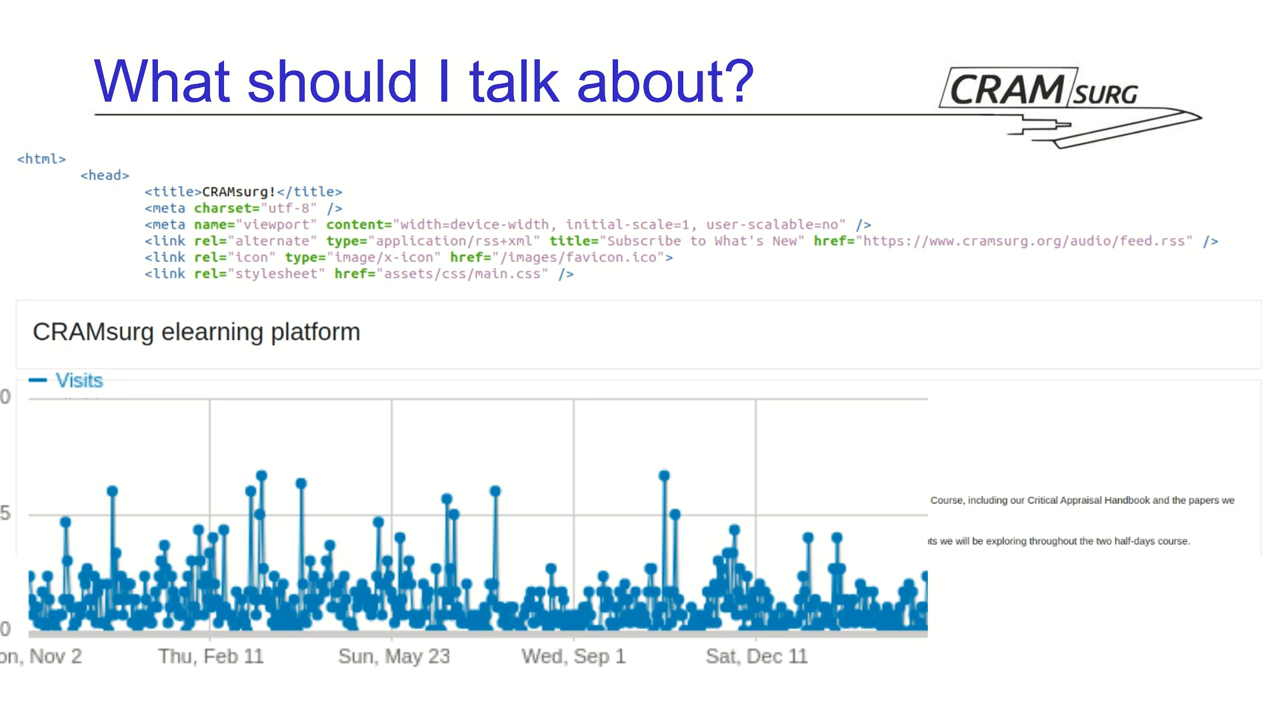 What should I talk about?
CRAM SURG
<html>
<head>
<title>CRAMsurg!</title>
<meta charset="utf-8" />
<meta name="viewport" content="width=device-width, initial-scale=1, user-scalable=no" />
<link rel="alternate" type="application/rss+xml" title="Subscribe to What's New" href="https://www.cramsurg.org/audio/feed.rss" />
<link rel="icon" type="image/x-icon" href="/images/favicon.ico">
<link rel="stylesheet" href="assets/css/main.css" />
CRAMsurg elearning platform
Visits
0
Course, including our Critical Appraisal Handbook and the papers we
5
we will be exploring throughout the two half-days course.
0
Nov 2 Thu, Feb 11 Sun, May 23 Wed, Sep 1 Sat, Dec 11